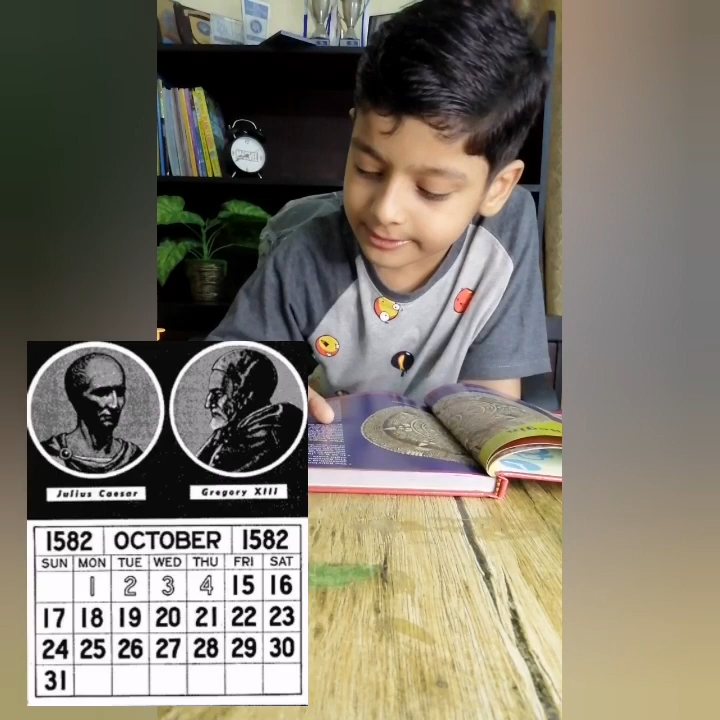 Julius Caesar
Gregory XIII
1582 OCTOBER 1582
SUN MON TUE WED THU FRI SAT
1 2 3 4 15 16
17 18 19 20 21 22 23
24 25 26 27 28 29 30
31